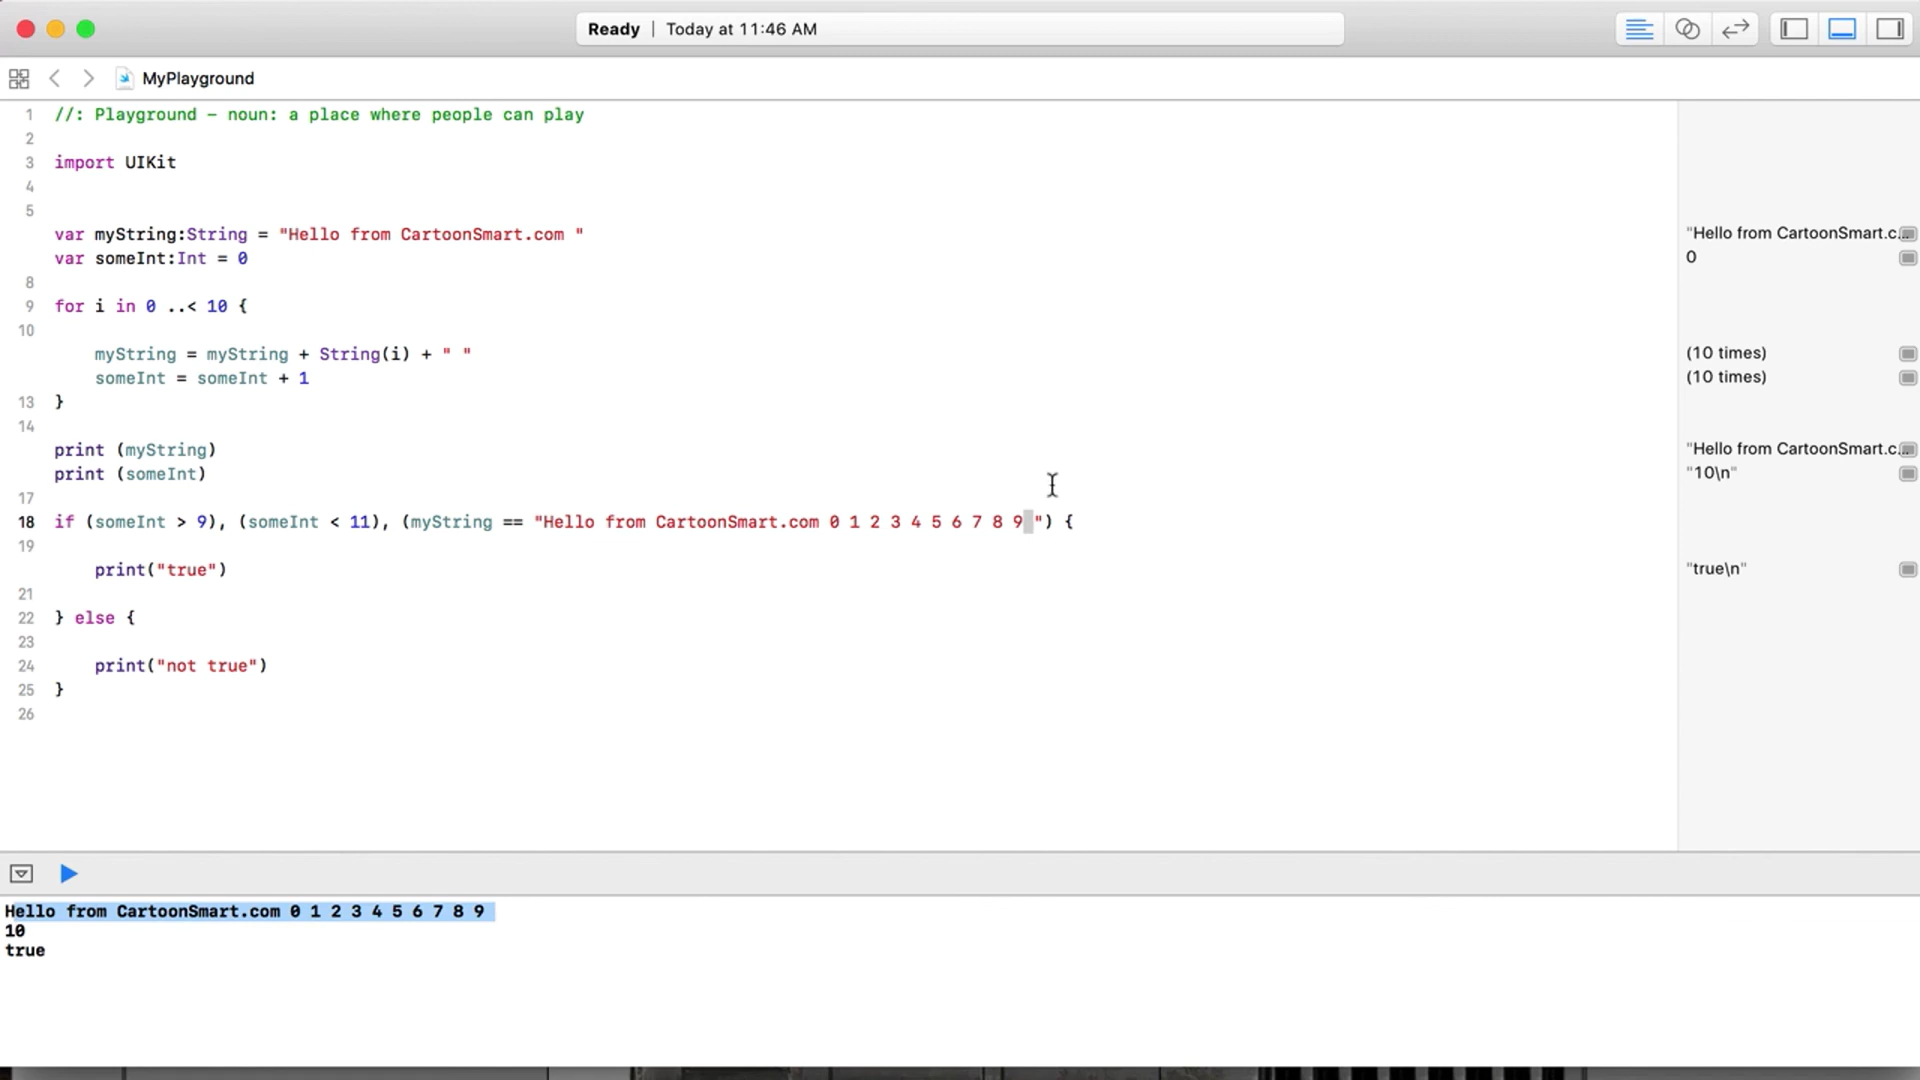 Ready | Today at 11:46 AM
MyPlayground
1 //: Playground – noun: a place where people can play
2
3 import UIKit
4
5
var myString:String = "Hello from CartoonSmart.com " "Hello from CartoonSmart.c...
var someInt:Int = 0 0
8
9 for i in 0 ..< 10 {
10
myString = myString + String(i) + " " (10 times)
someInt = someInt + 1 (10 times)
13 }
14
print (myString) "Hello from CartoonSmart.c...
print (someInt) "10\n"
17
18 if (someInt > 9), (someInt < 11), (myString == "Hello from CartoonSmart.com 0 1 2 3 4 5 6 7 8 9 ") {
19
print("true") "true\n"
21
22 } else {
23
24 print("not true")
25 }
26
Hello from CartoonSmart.com 0 1 2 3 4 5 6 7 8 9
10
true